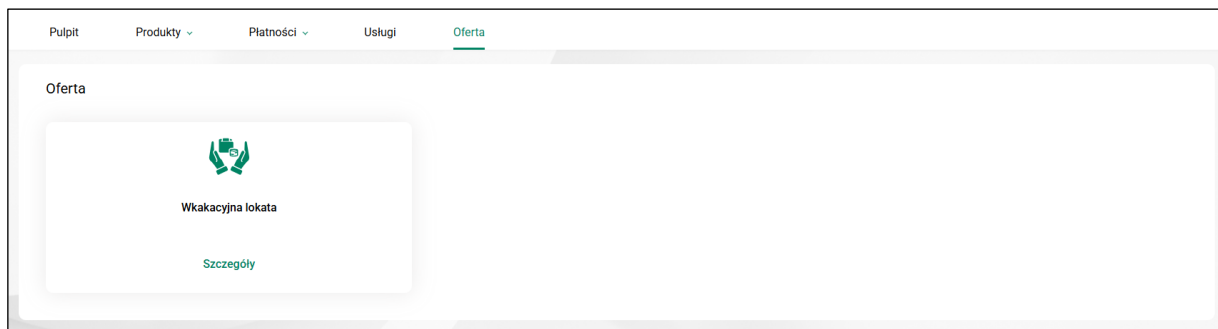 Pulpit Produkty Płatności Usługi Oferta
Oferta
Wkakacyjna lokata
Szczegóły